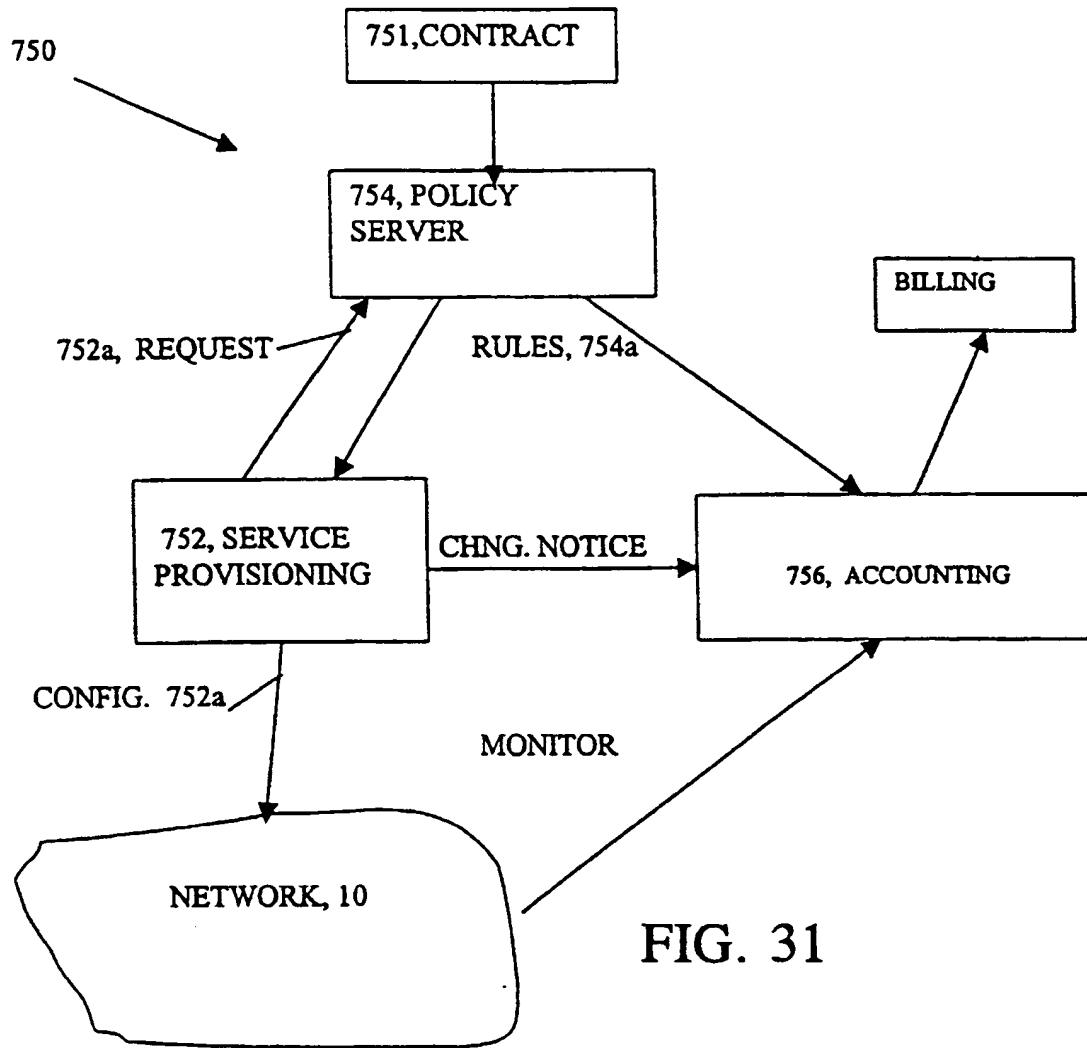 751,CONTRACT
750
754, POLICY
SERVER
BILLING
752a, REQUEST
RULES, 754a
752, SERVICE
PROVISIONING
CHNG. NOTICE
756, ACCOUNTING
CONFIG. 752a
MONITOR
NETWORK, 10
FIG. 31